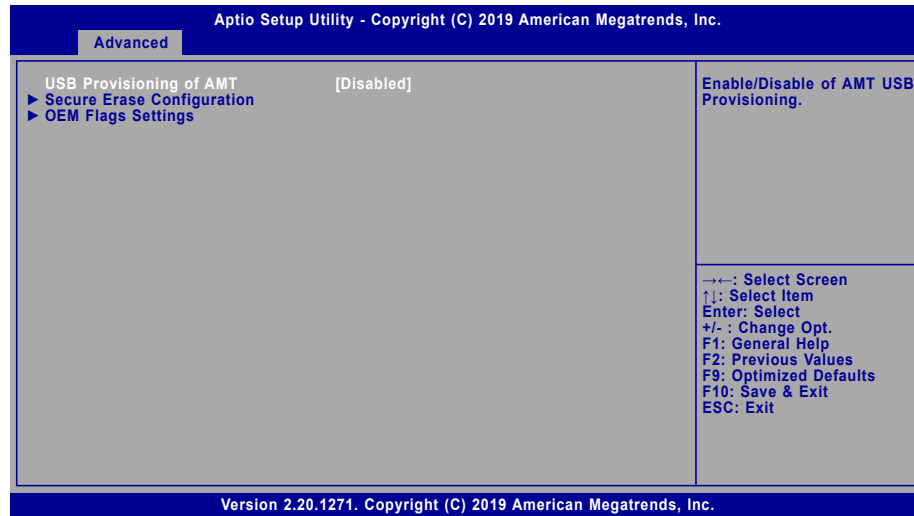 Aptio Setup Utility - Copyright (C) 2019 American Megatrends, Inc.
Advanced
USB Provisioning of AMT [Disabled]
► Secure Erase Configuration
► OEM Flags Settings
Enable/Disable of AMT USB
Provisioning.
→←: Select Screen
↑↓: Select Item
Enter: Select
+/- : Change Opt.
F1: General Help
F2: Previous Values
F9: Optimized Defaults
F10: Save & Exit
ESC: Exit
Version 2.20.1271. Copyright (C) 2019 American Megatrends, Inc.